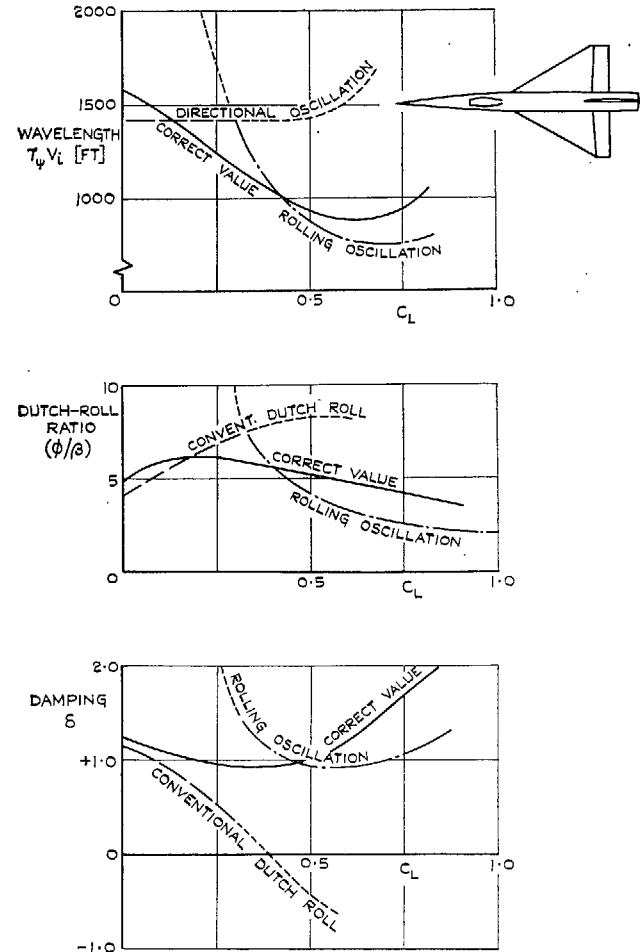 2000
1500
1000
0
0.5
1.0
C_L
WAVELENGTH
τψ Vi [FT]
DIRECTIONAL OSCILLATION
CORRECT VALUE
ROLLING OSCILLATION
10
5
0
0.5
1.0
C_L
DUTCH-ROLL
RATIO
(φ/β)
CONVENT. DUTCH ROLL
CORRECT VALUE
ROLLING OSCILLATION
2.0
+1.0
0
-1.0
0.5
1.0
C_L
DAMPING
δ
ROLLING OSCILLATION
CORRECT VALUE
CONVENTIONAL DUTCH ROLL